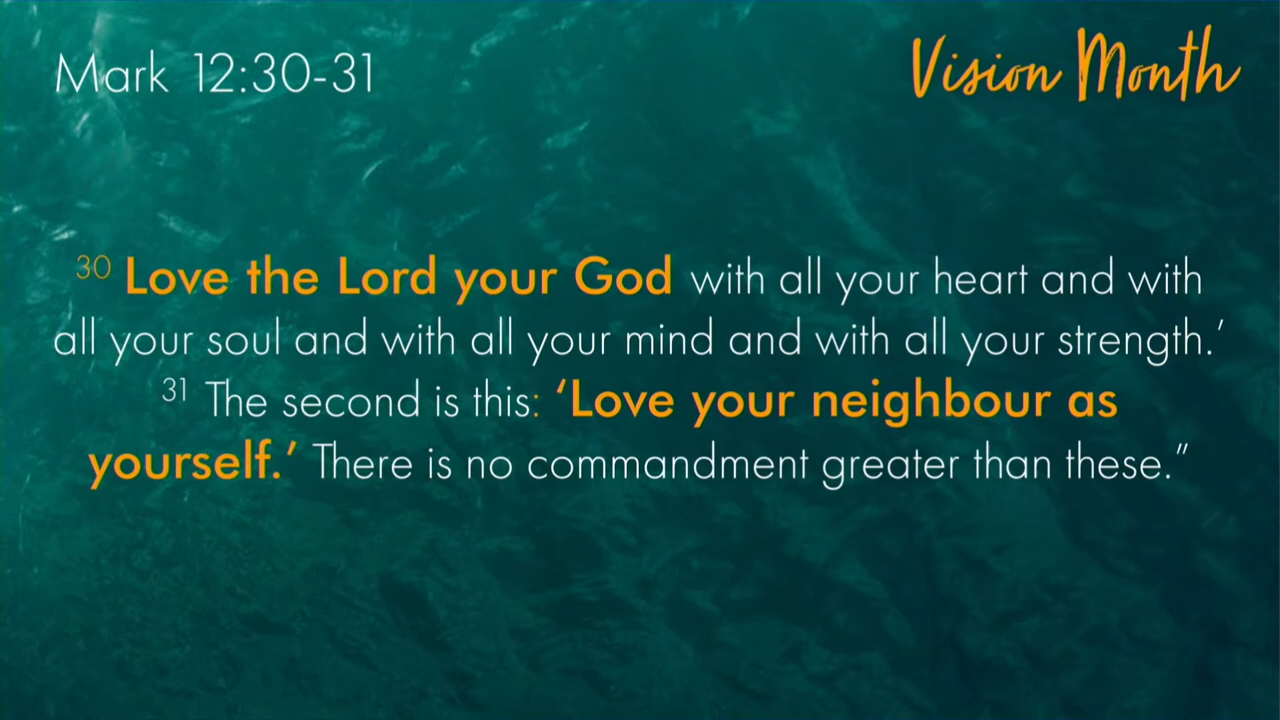 Mark 12:30-31
Vision Month
30 Love the Lord your God with all your heart and with
all your soul and with all your mind and with all your strength.’
31 The second is this: ‘Love your neighbour as
yourself.’ There is no commandment greater than these.”